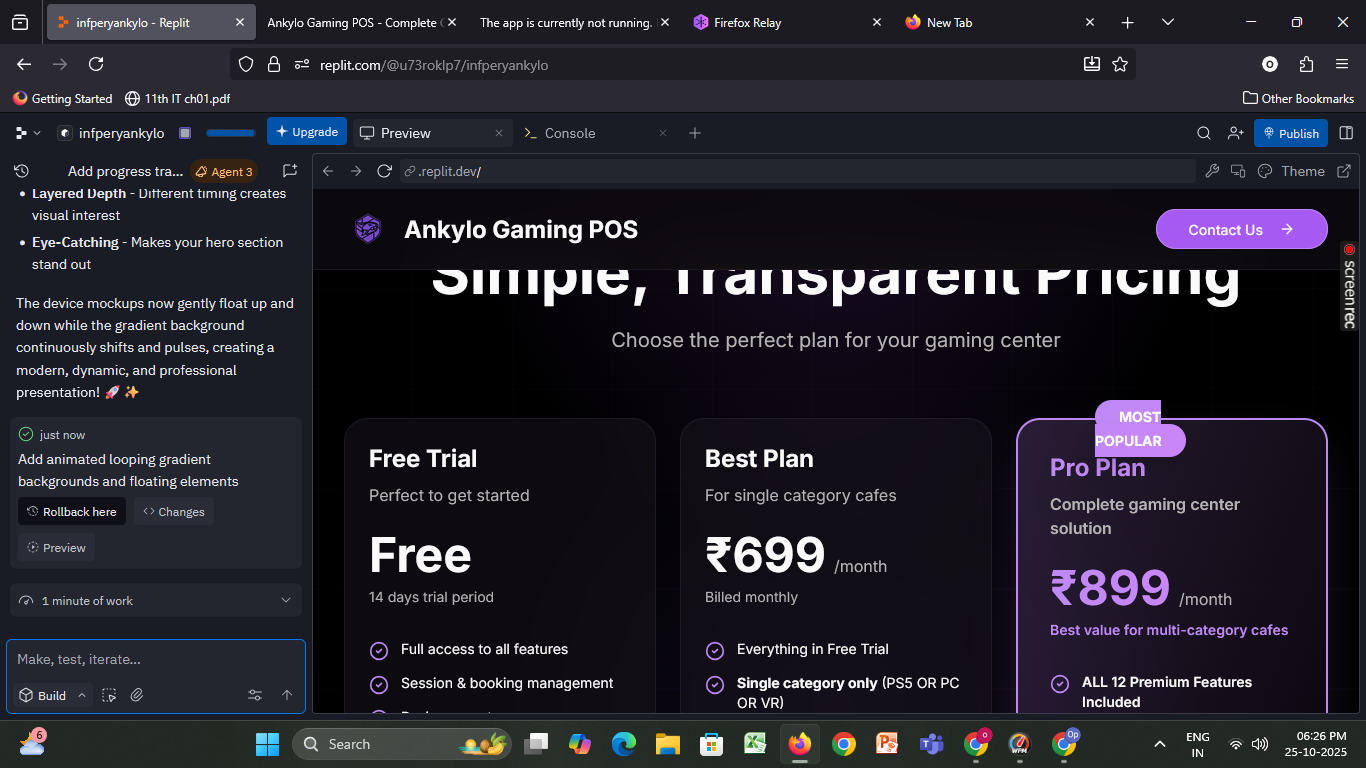 infperyankylo - Replit
Ankylo Gaming POS - Complete
The app is currently not running.
Firefox Relay
New Tab
replit.com/@u73roklp7/infperyankylo
Getting Started
11th IT ch01.pdf
Other Bookmarks
infperyankylo
Upgrade
Preview
Console
Publish
Add progress tra...
Agent 3
.replit.dev/
Theme
Layered Depth - Different timing creates
visual interest
Eye-Catching - Makes your hero section
stand out
The device mockups now gently float up and
down while the gradient background
continuously shifts and pulses, creating a
modern, dynamic, and professional
presentation! 🚀 ✨
just now
Add animated looping gradient
backgrounds and floating elements
Rollback here
Changes
Preview
1 minute of work
Make, test, iterate...
Build
Ankylo Gaming POS
Contact Us
Simple, Transparent Pricing
Choose the perfect plan for your gaming center
Free Trial
Perfect to get started
Free
14 days trial period
Full access to all features
Session & booking management
Best Plan
For single category cafes
₹699 /month
Billed monthly
Everything in Free Trial
Single category only (PS5 OR PC
OR VR)
MOST
POPULAR
Pro Plan
Complete gaming center
solution
₹899 /month
Best value for multi-category cafes
ALL 12 Premium Features
Included
screenrec
6
Search
o
WFM
Op
ENG
IN
06:26 PM
25-10-2025